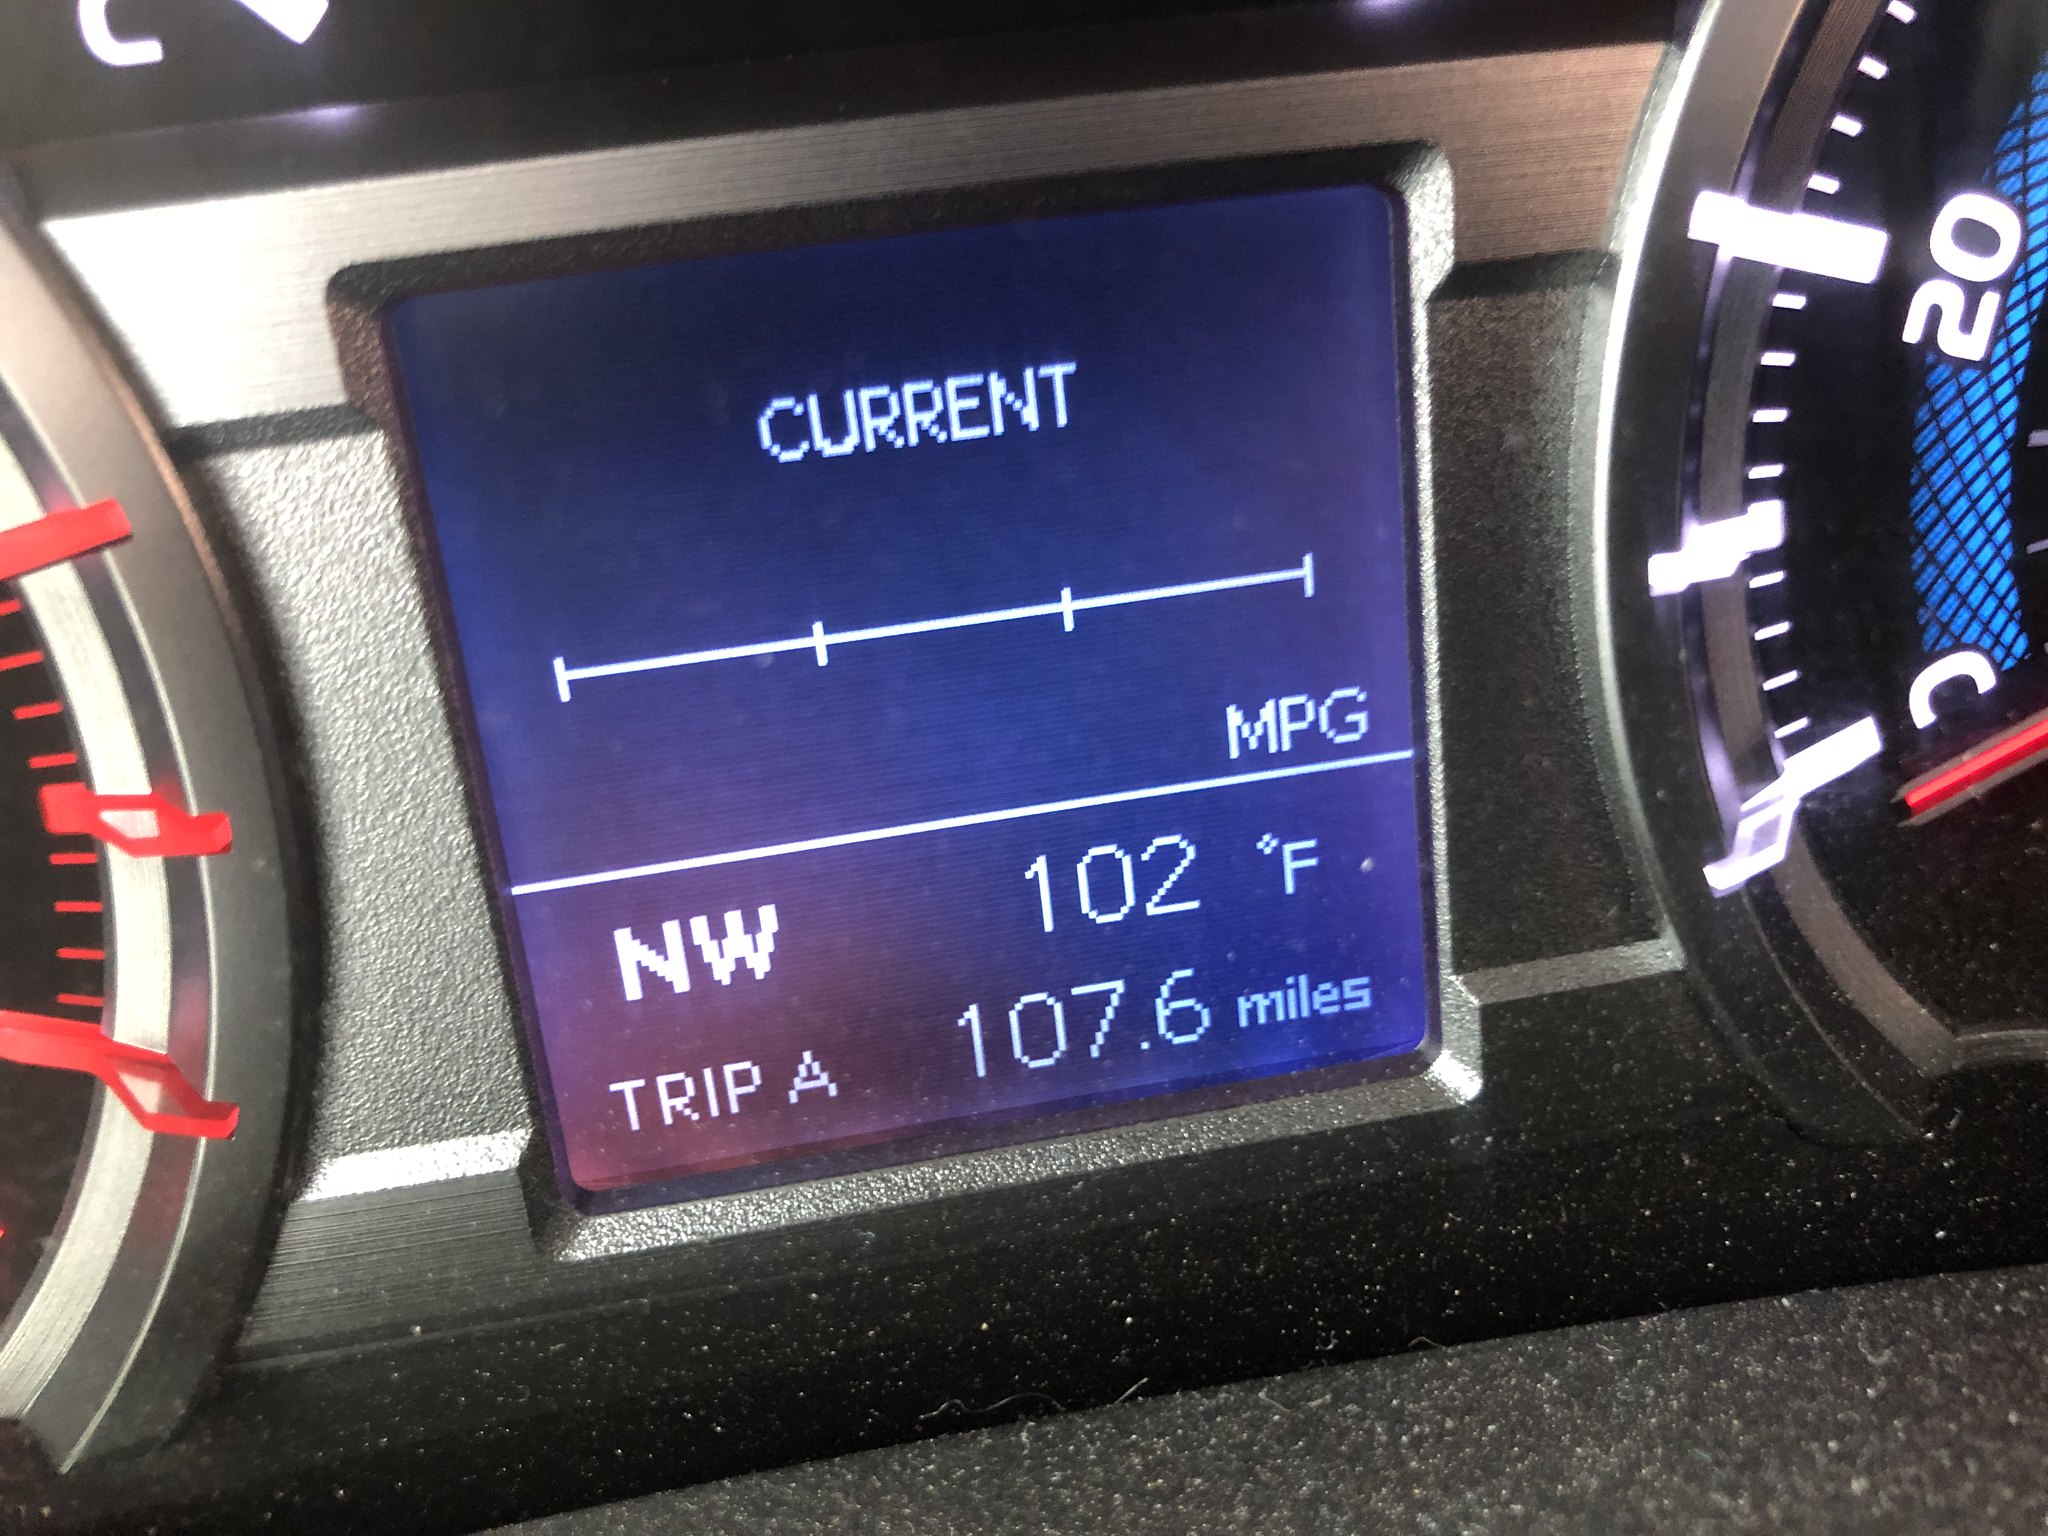 C
CURRENT
MPG
NW 102 °F
TRIP A 107.6 miles
20
C